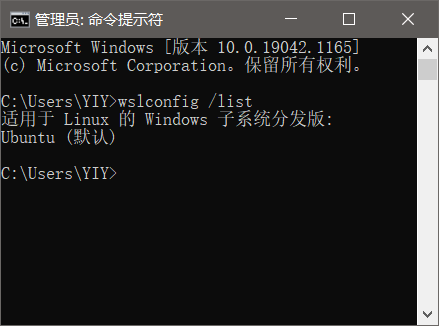 管理员: 命令提示符
Microsoft Windows [版本 10.0.19042.1165]
(c) Microsoft Corporation。保留所有权利。
C:\Users\YIY>wslconfig /list
适用于 Linux 的 Windows 子系统分发版:
Ubuntu (默认)
C:\Users\YIY>